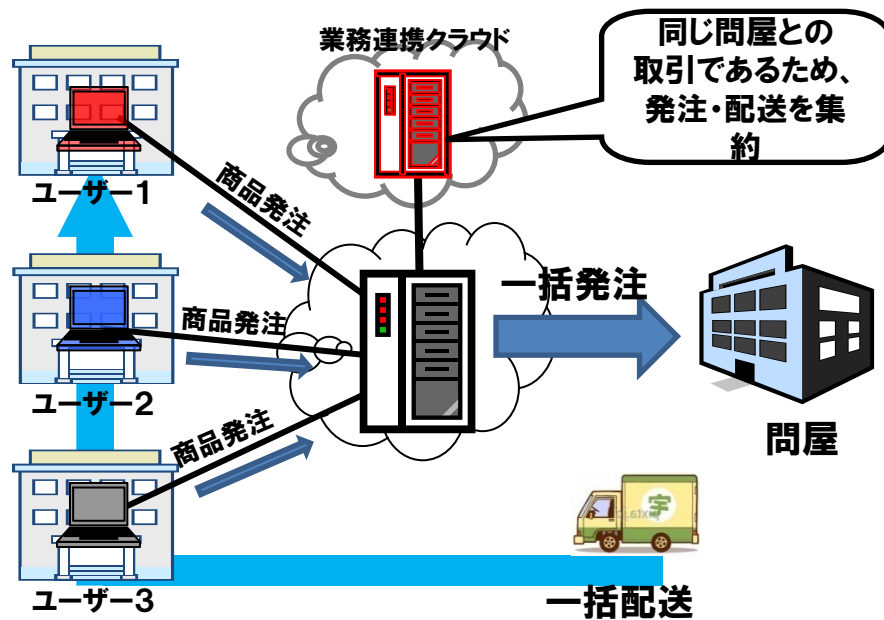 業務連携クラウド
同じ問屋との
取引であるため、
発注・配送を集
約
ユーザー1
商品発注
一括発注
ユーザー2
商品発注
問屋
商品発注
宇
ユーザー3
一括配送